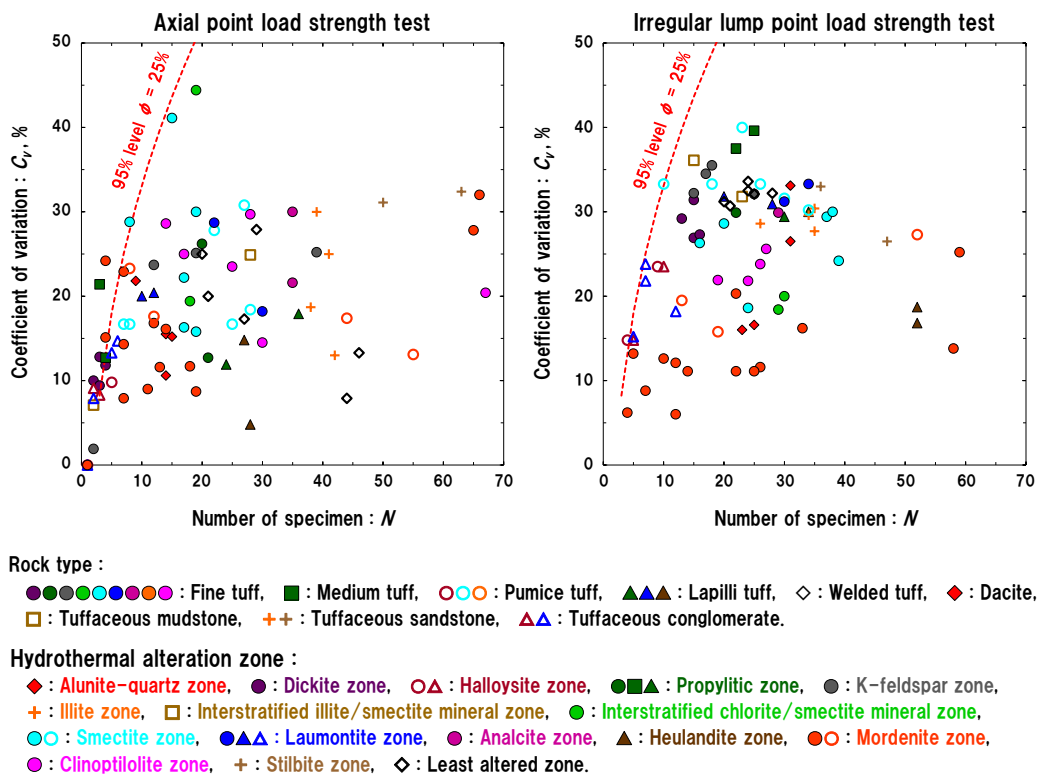 Axial point load strength test
Irregular lump point load strength test
50
40
30
20
10
0
Coefficient of variation : Cv, %
95% level ϕ = 25%
0 10 20 30 40 50 60 70
Number of specimen : N
50
40
30
20
10
0
Coefficient of variation : Cv, %
95% level ϕ = 25%
0 10 20 30 40 50 60 70
Number of specimen : N
Rock type :
: Fine tuff, : Medium tuff, : Pumice tuff, : Lapilli tuff, : Welded tuff, : Dacite,
: Tuffaceous mudstone, : Tuffaceous sandstone, : Tuffaceous conglomerate.
Hydrothermal alteration zone :
: Alunite-quartz zone, : Dickite zone, : Halloysite zone, : Propylitic zone, : K-feldspar zone,
: Illite zone, : Interstratified illite/smectite mineral zone, : Interstratified chlorite/smectite mineral zone,
: Smectite zone, : Laumontite zone, : Analcite zone, : Heulandite zone, : Mordenite zone,
: Clinoptilolite zone, : Stilbite zone, : Least altered zone.